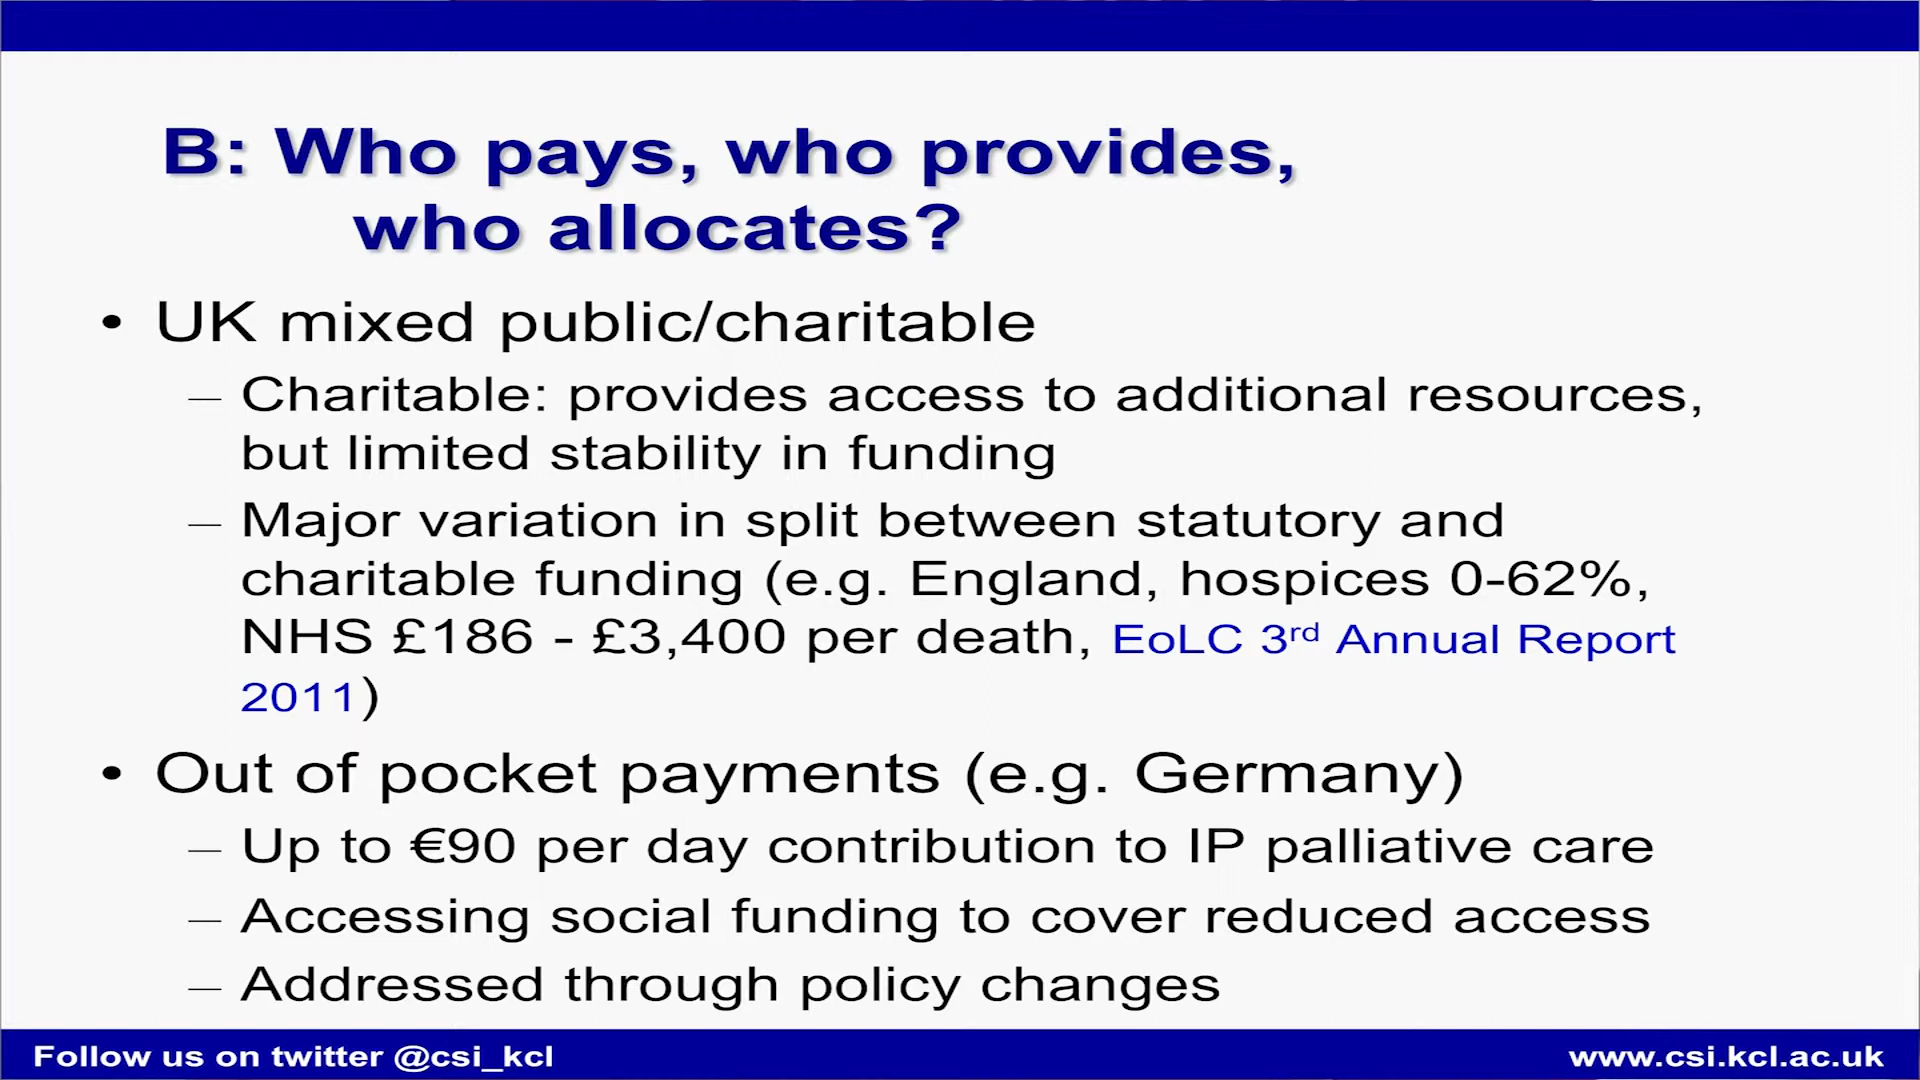 B: Who pays, who provides,
who allocates?
• UK mixed public/charitable
– Charitable: provides access to additional resources,
but limited stability in funding
– Major variation in split between statutory and
charitable funding (e.g. England, hospices 0-62%,
NHS £186 - £3,400 per death, EoLC 3rd Annual Report
2011)
• Out of pocket payments (e.g. Germany)
– Up to €90 per day contribution to IP palliative care
– Accessing social funding to cover reduced access
– Addressed through policy changes
Follow us on twitter @csi_kcl
www.csi.kcl.ac.uk